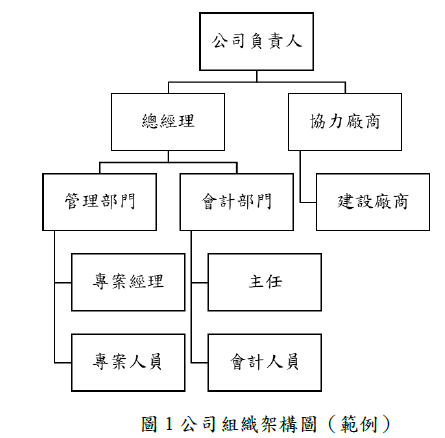 公司負責人
總經理
協力廠商
管理部門
會計部門
建設廠商
專案經理
主任
專案人員
會計人員
圖 1 公司組織架構圖（範例）